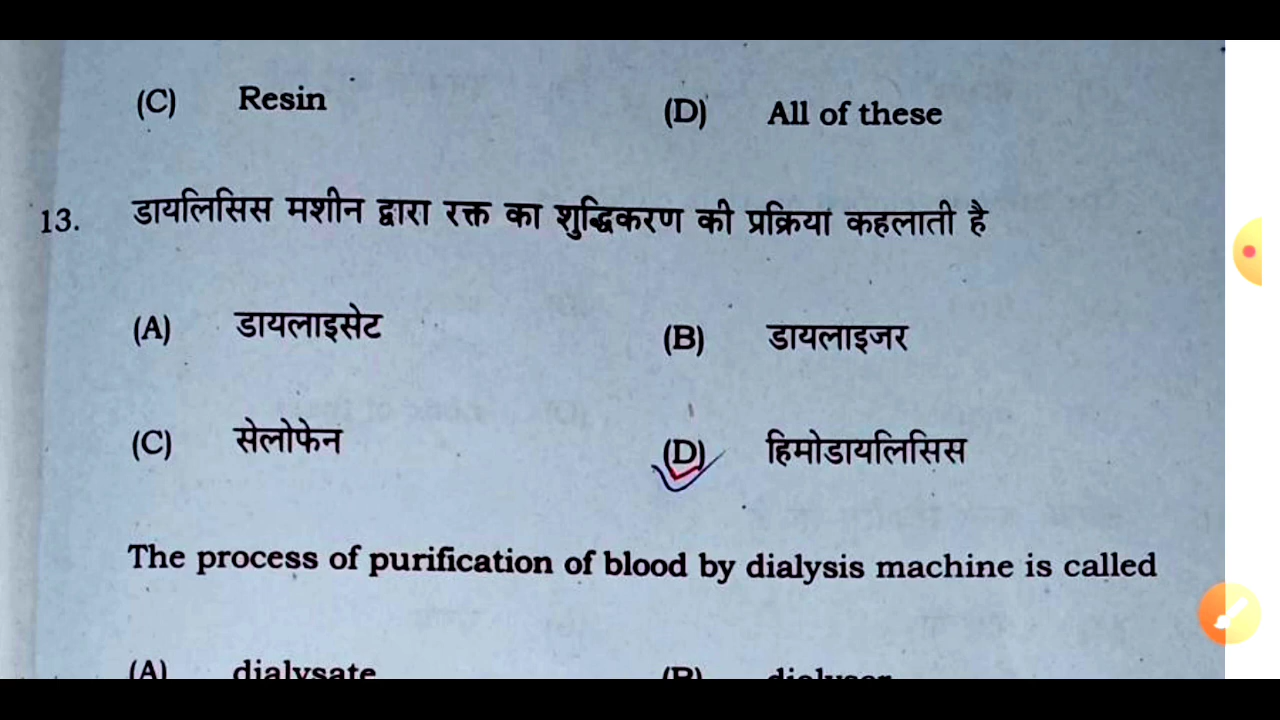 (C) Resin (D) All of these
13. डायलिसिस मशीन द्वारा रक्त का शुद्धिकरण की प्रक्रिया कहलाती है
(A) डायलाइसेट (B) डायलाइजर
(C) सेलोफेन (D) हिमोडायलिसिस
The process of purification of blood by dialysis machine is called
(A) dialysate (B)